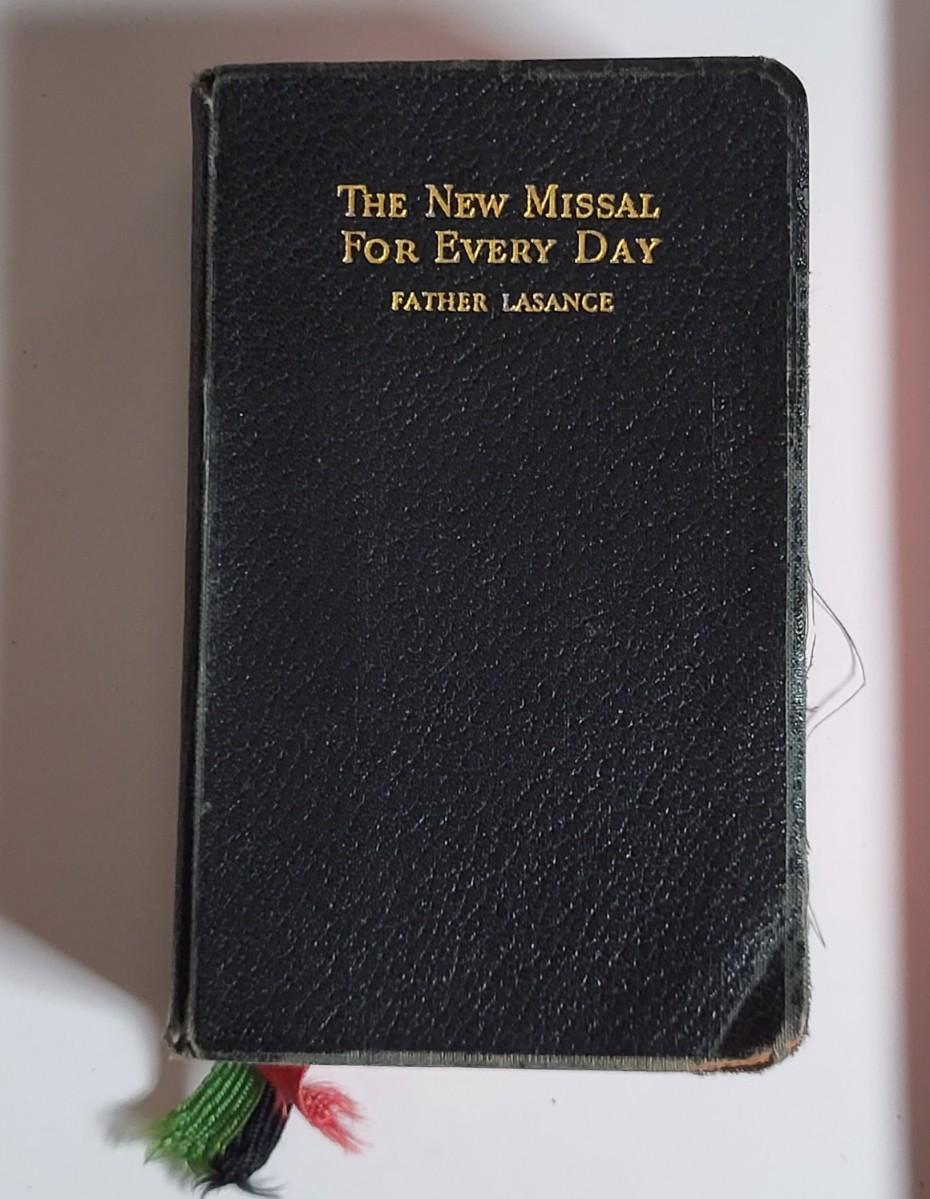 THE NEW MISSAL
FOR EVERY DAY
FATHER LASANCE